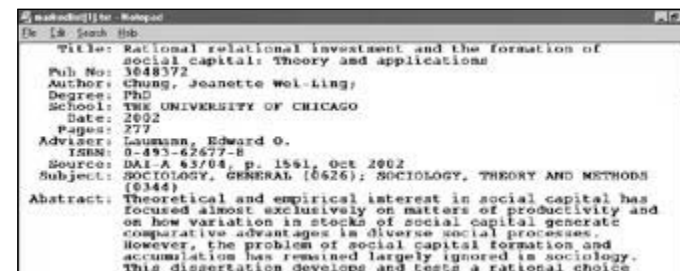 markedlist[1].txt - Notepad
File Edit Search Help
Title: Rational relational investment and the formation of
social capital: Theory and applications
Pub No: 3048372
Author: Chung, Jeanette Wei-Ling;
Degree: PhD
School: THE UNIVERSITY OF CHICAGO
Date: 2002
Pages: 277
Adviser: Laumann, Edward O.
ISBN: 0-493-62677-8
Source: DAI-A 63/04, p. 1561, Oct 2002
Subject: SOCIOLOGY, GENERAL (0626); SOCIOLOGY, THEORY AND METHODS
(0344)
Abstract: Theoretical and empirical interest in social capital has
focused almost exclusively on matters of productivity and
on how variation in stocks of social capital generate
comparative advantages in diverse social processes.
However, the problem of social capital formation and
accumulation has remained largely ignored in sociology.
This dissertation develops and tests a rational choice